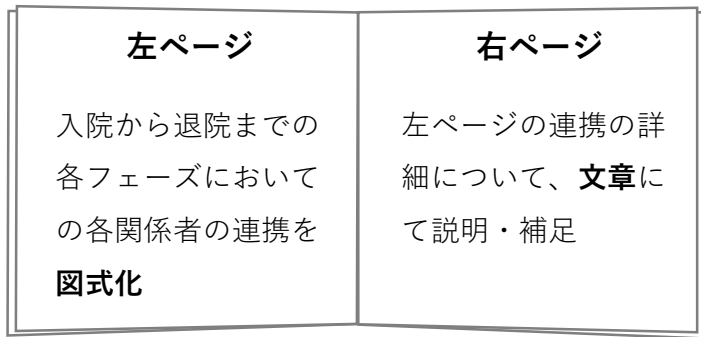 左ページ
入院から退院までの
各フェーズにおいて
の各関係者の連携を
図式化
右ページ
左ページの連携の詳
細について、文章に
て説明・補足